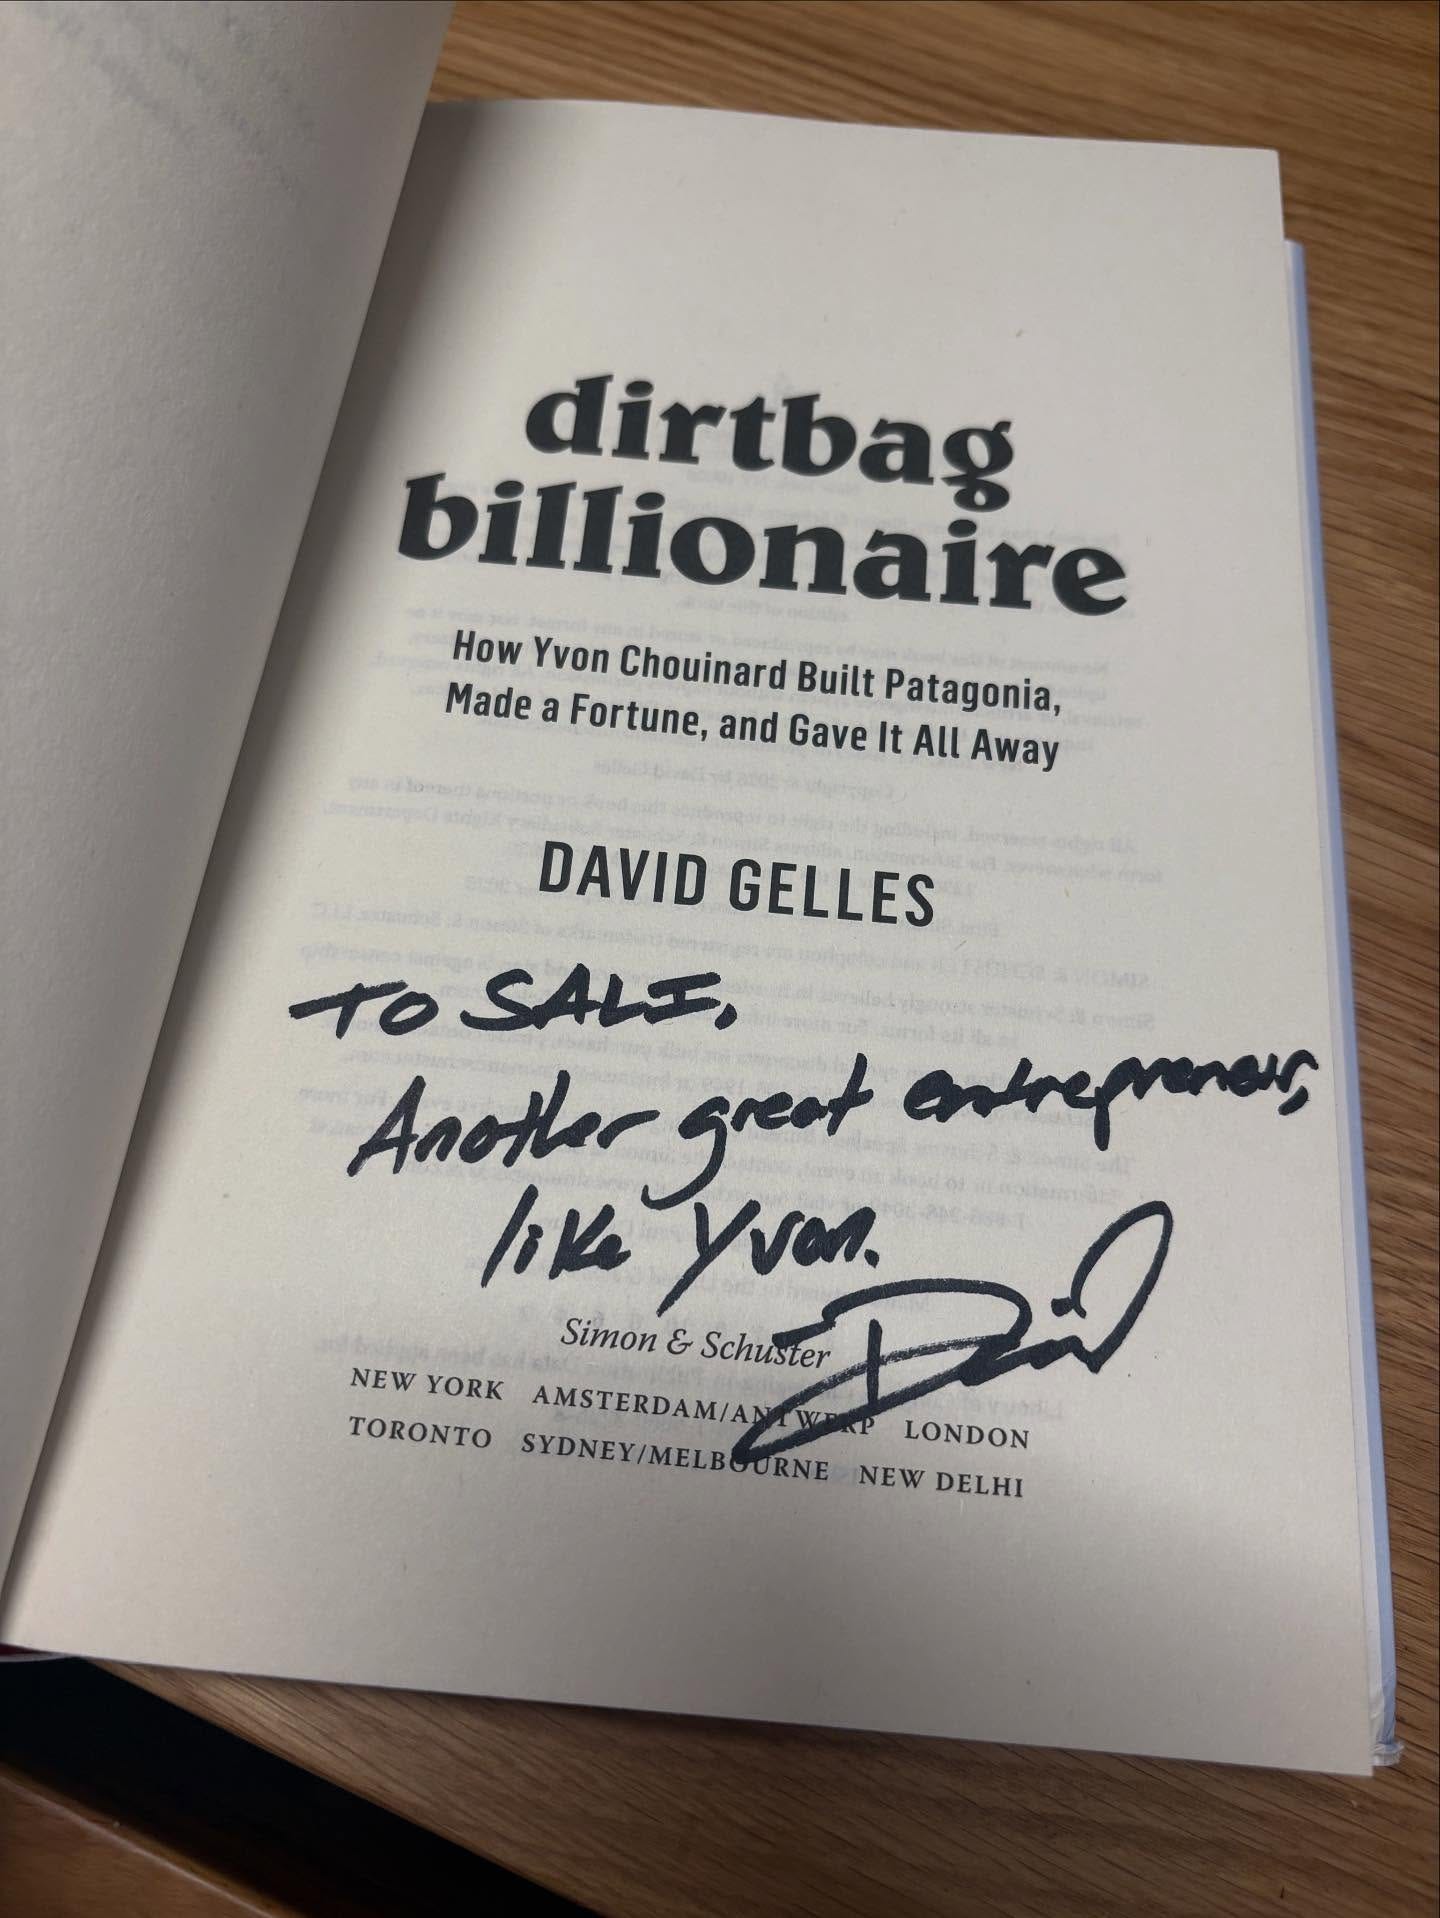 dirtbag
billionaire
How Yvon Chouinard Built Patagonia,
Made a Fortune, and Gave It All Away
DAVID GELLES
TO SALI,
Another great entrepreneur,
like Yvon.
David
Simon & Schuster
NEW YORK AMSTERDAM/ANTWERP LONDON
TORONTO SYDNEY/MELBOURNE NEW DELHI